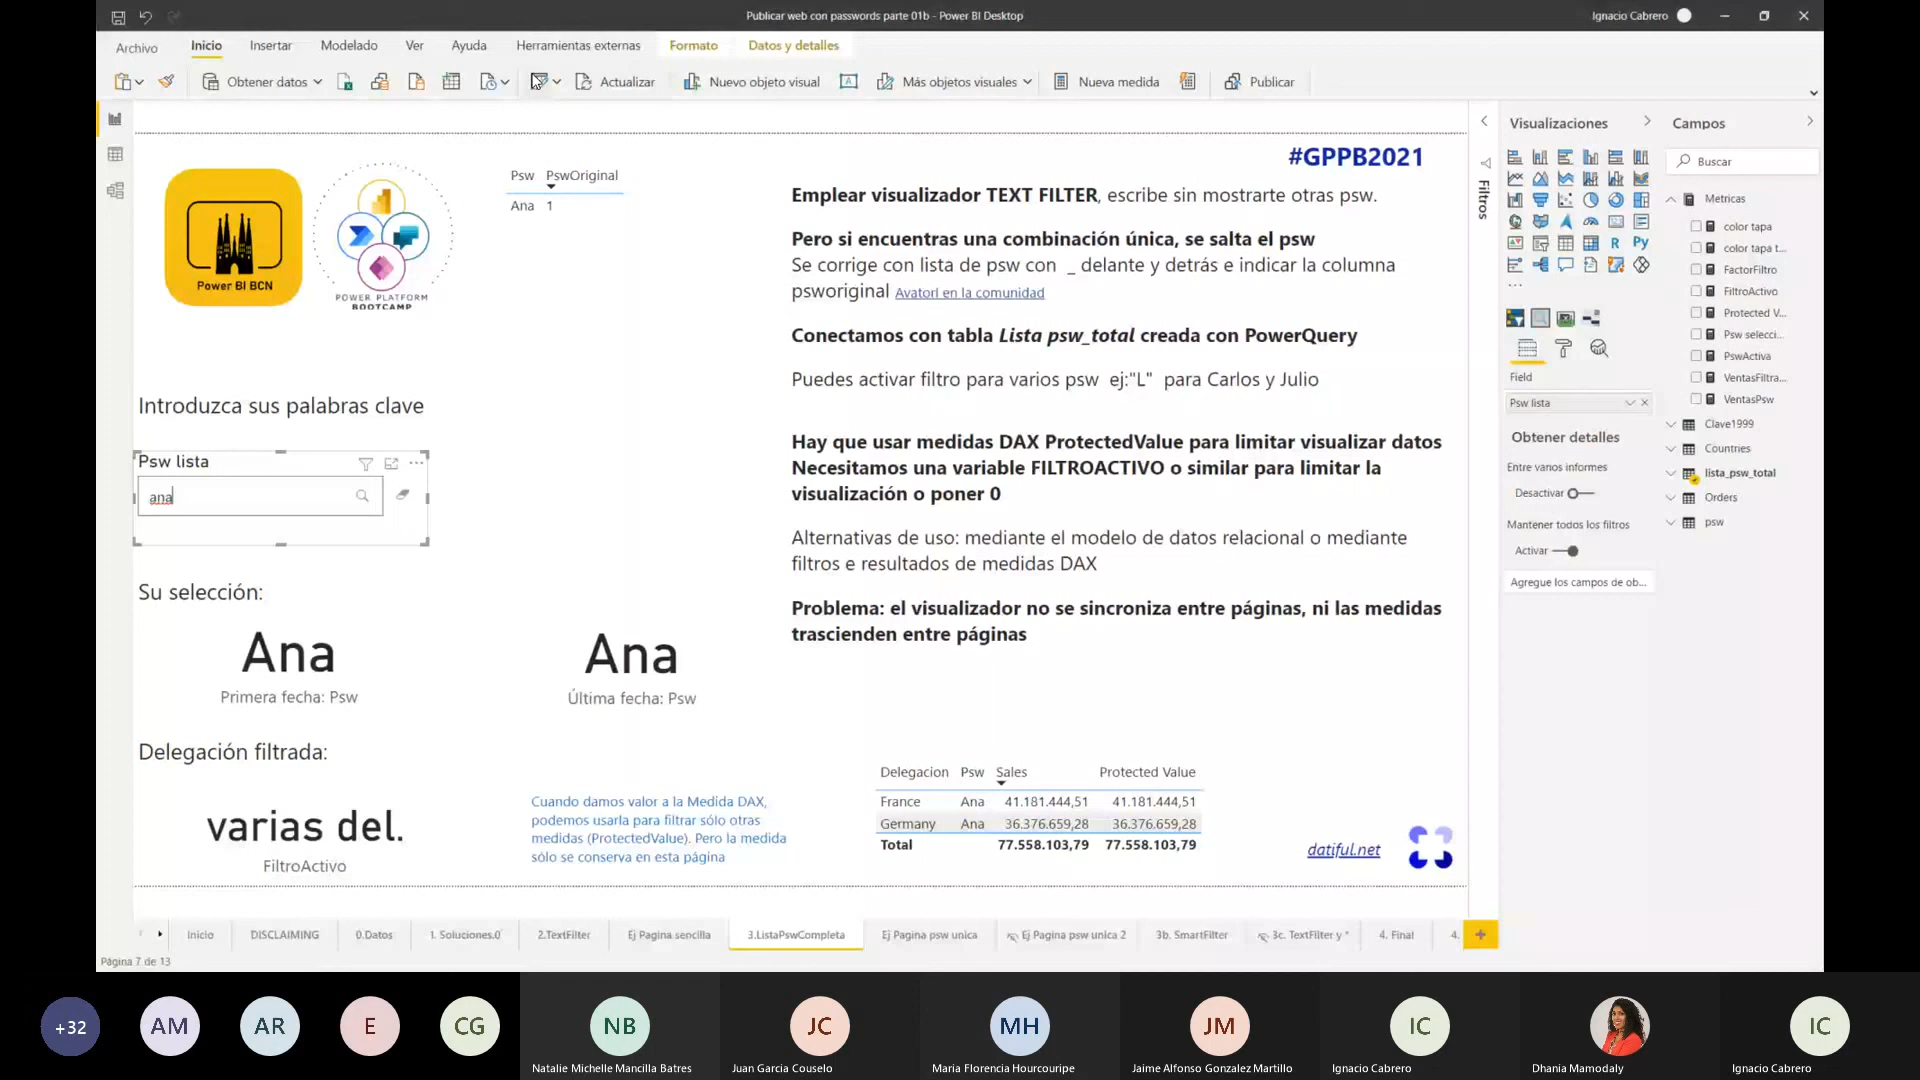 Publicar web con passwords parte 01b - Power BI Desktop
Ignacio Cabrero
Archivo
Inicio
Insertar
Modelado
Ver
Ayuda
Herramientas externas
Formato
Datos y detalles
Obtener datos
Actualizar
Nuevo objeto visual
Más objetos visuales
Nueva medida
Publicar
Power BI BCN
POWER PLATFORM
BOOTCAMP
Psw PswOriginal
Ana 1
#GPPB2021
Emplear visualizador TEXT FILTER, escribe sin mostrarte otras psw.
Pero si encuentras una combinación única, se salta el psw
Se corrige con lista de psw con _ delante y detrás e indicar la columna
psworiginal Avatorl en la comunidad
Conectamos con tabla Lista psw_total creada con PowerQuery
Puedes activar filtro para varios psw ej:"L" para Carlos y Julio
Hay que usar medidas DAX ProtectedValue para limitar visualizar datos
Necesitamos una variable FILTROACTIVO o similar para limitar la
visualización o poner 0
Alternativas de uso: mediante el modelo de datos relacional o mediante
filtros e resultados de medidas DAX
Problema: el visualizador no se sincroniza entre páginas, ni las medidas
trascienden entre páginas
Introduzca sus palabras clave
Psw lista
ana
Su selección:
Ana
Primera fecha: Psw
Ana
Última fecha: Psw
Delegación filtrada:
varias del.
FiltroActivo
Cuando damos valor a la Medida DAX,
podemos usarla para filtrar sólo otras
medidas (ProtectedValue). Pero la medida
sólo se conserva en esta página
Delegacion Psw Sales Protected Value
France Ana 41.181.444,51 41.181.444,51
Germany Ana 36.376.659,28 36.376.659,28
Total 77.558.103,79 77.558.103,79
datiful.net
Filtros
Visualizaciones
R
Py
Field
Psw lista
Obtener detalles
Entre varios informes
Desactivar
Mantener todos los filtros
Activar
Agregue los campos de ob...
Campos
Buscar
Metricas
color tapa
color tapa t...
FactorFiltro
FiltroActivo
Protected V...
Psw selecci...
PswActiva
VentasFiltra...
VentasPsw
Clave1999
Countries
lista_psw_total
Orders
psw
Inicio
DISCLAIMING
0.Datos
1. Soluciones.0
2.TextFilter
Ej Pagina sencilla
3.ListaPswCompleta
Ej Pagina psw unica
Ej Pagina psw unica 2
3b. SmartFilter
3c. TextFilter y *
4. Final
4.
+
Página 7 de 13
+32
AM
AR
E
CG
NB
Natalie Michelle Mancilla Batres
JC
Juan Garcia Couselo
MH
Maria Florencia Hourcouripe
JM
Jaime Alfonso Gonzalez Martillo
IC
Ignacio Cabrero
Dhania Mamodaly
IC
Ignacio Cabrero